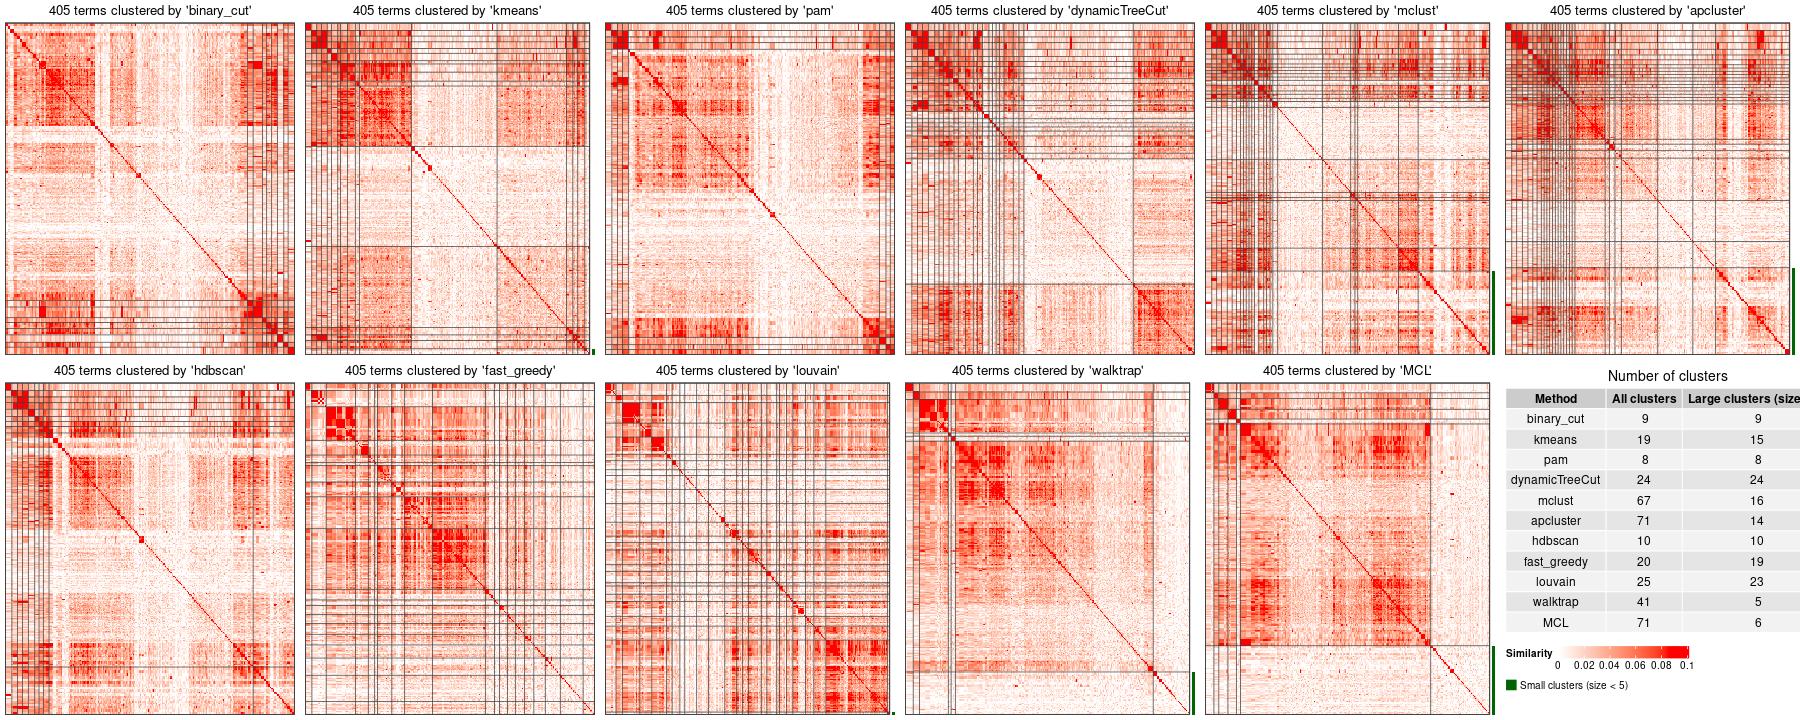 405 terms clustered by 'binary_cut'
405 terms clustered by 'kmeans'
405 terms clustered by 'pam'
405 terms clustered by 'dynamicTreeCut'
405 terms clustered by 'mclust'
405 terms clustered by 'apcluster'
405 terms clustered by 'hdbscan'
405 terms clustered by 'fast_greedy'
405 terms clustered by 'louvain'
405 terms clustered by 'walktrap'
405 terms clustered by 'MCL'
Number of clusters
Method All clusters Large clusters (size
binary_cut 9 9
kmeans 19 15
pam 8 8
dynamicTreeCut 24 24
mclust 67 16
apcluster 71 14
hdbscan 10 10
fast_greedy 20 19
louvain 25 23
walktrap 41 5
MCL 71 6
Similarity
0 0.02 0.04 0.06 0.08 0.1
Small clusters (size < 5)